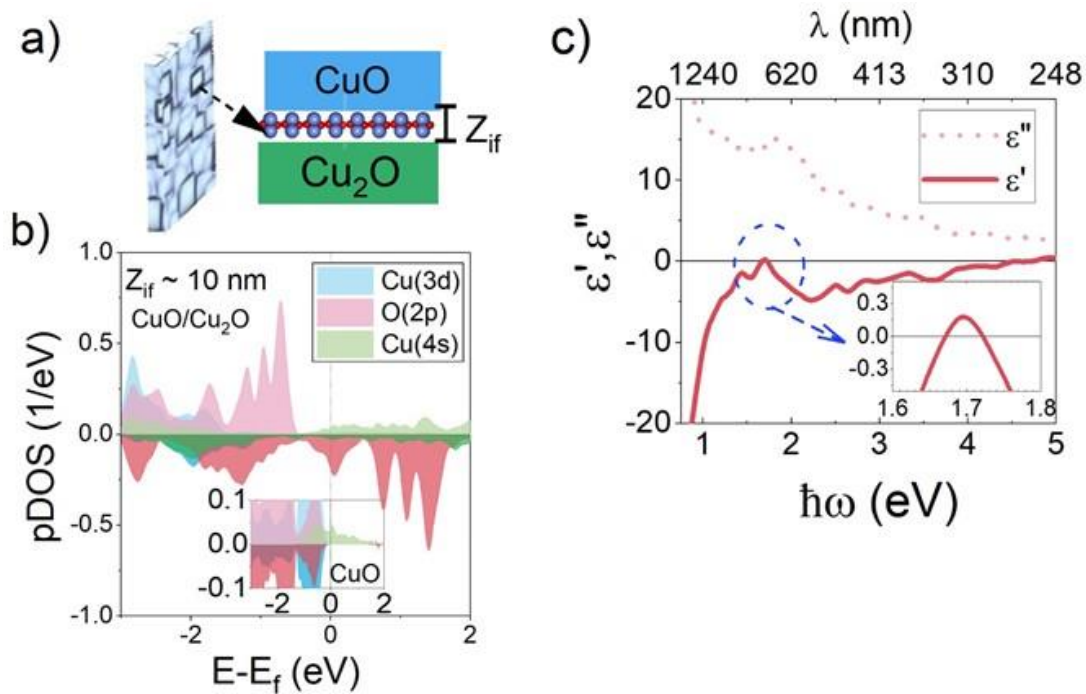 a)
CuO
Z_if
Cu₂O
b)
Z_if ~ 10 nm
CuO/Cu₂O
Cu(3d)
O(2p)
Cu(4s)
pDOS (1/eV)
1.0
0.5
0.0
-0.5
-1.0
0.1
0.0
-0.1
CuO
-2 0 2
-2 0 2
E-E_f (eV)
c)
λ (nm)
1240 620 413 310 248
ε''
ε'
ε',ε''
20
10
0
-10
-20
0.3
0.0
-0.3
1.6 1.7 1.8
1 2 3 4 5
ħω (eV)